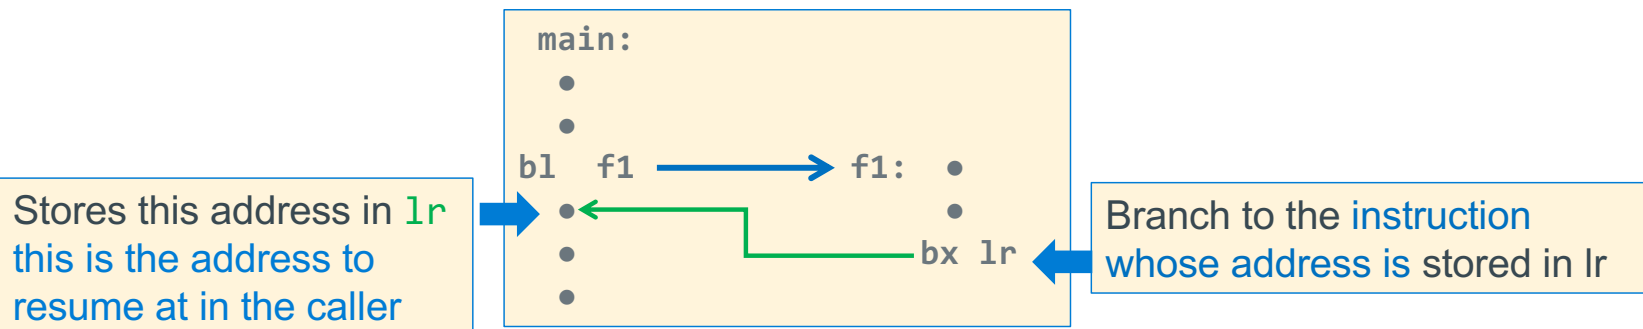 main:
bl f1
f1:
bx lr
Stores this address in lr
this is the address to
resume at in the caller
Branch to the instruction
whose address is stored in lr